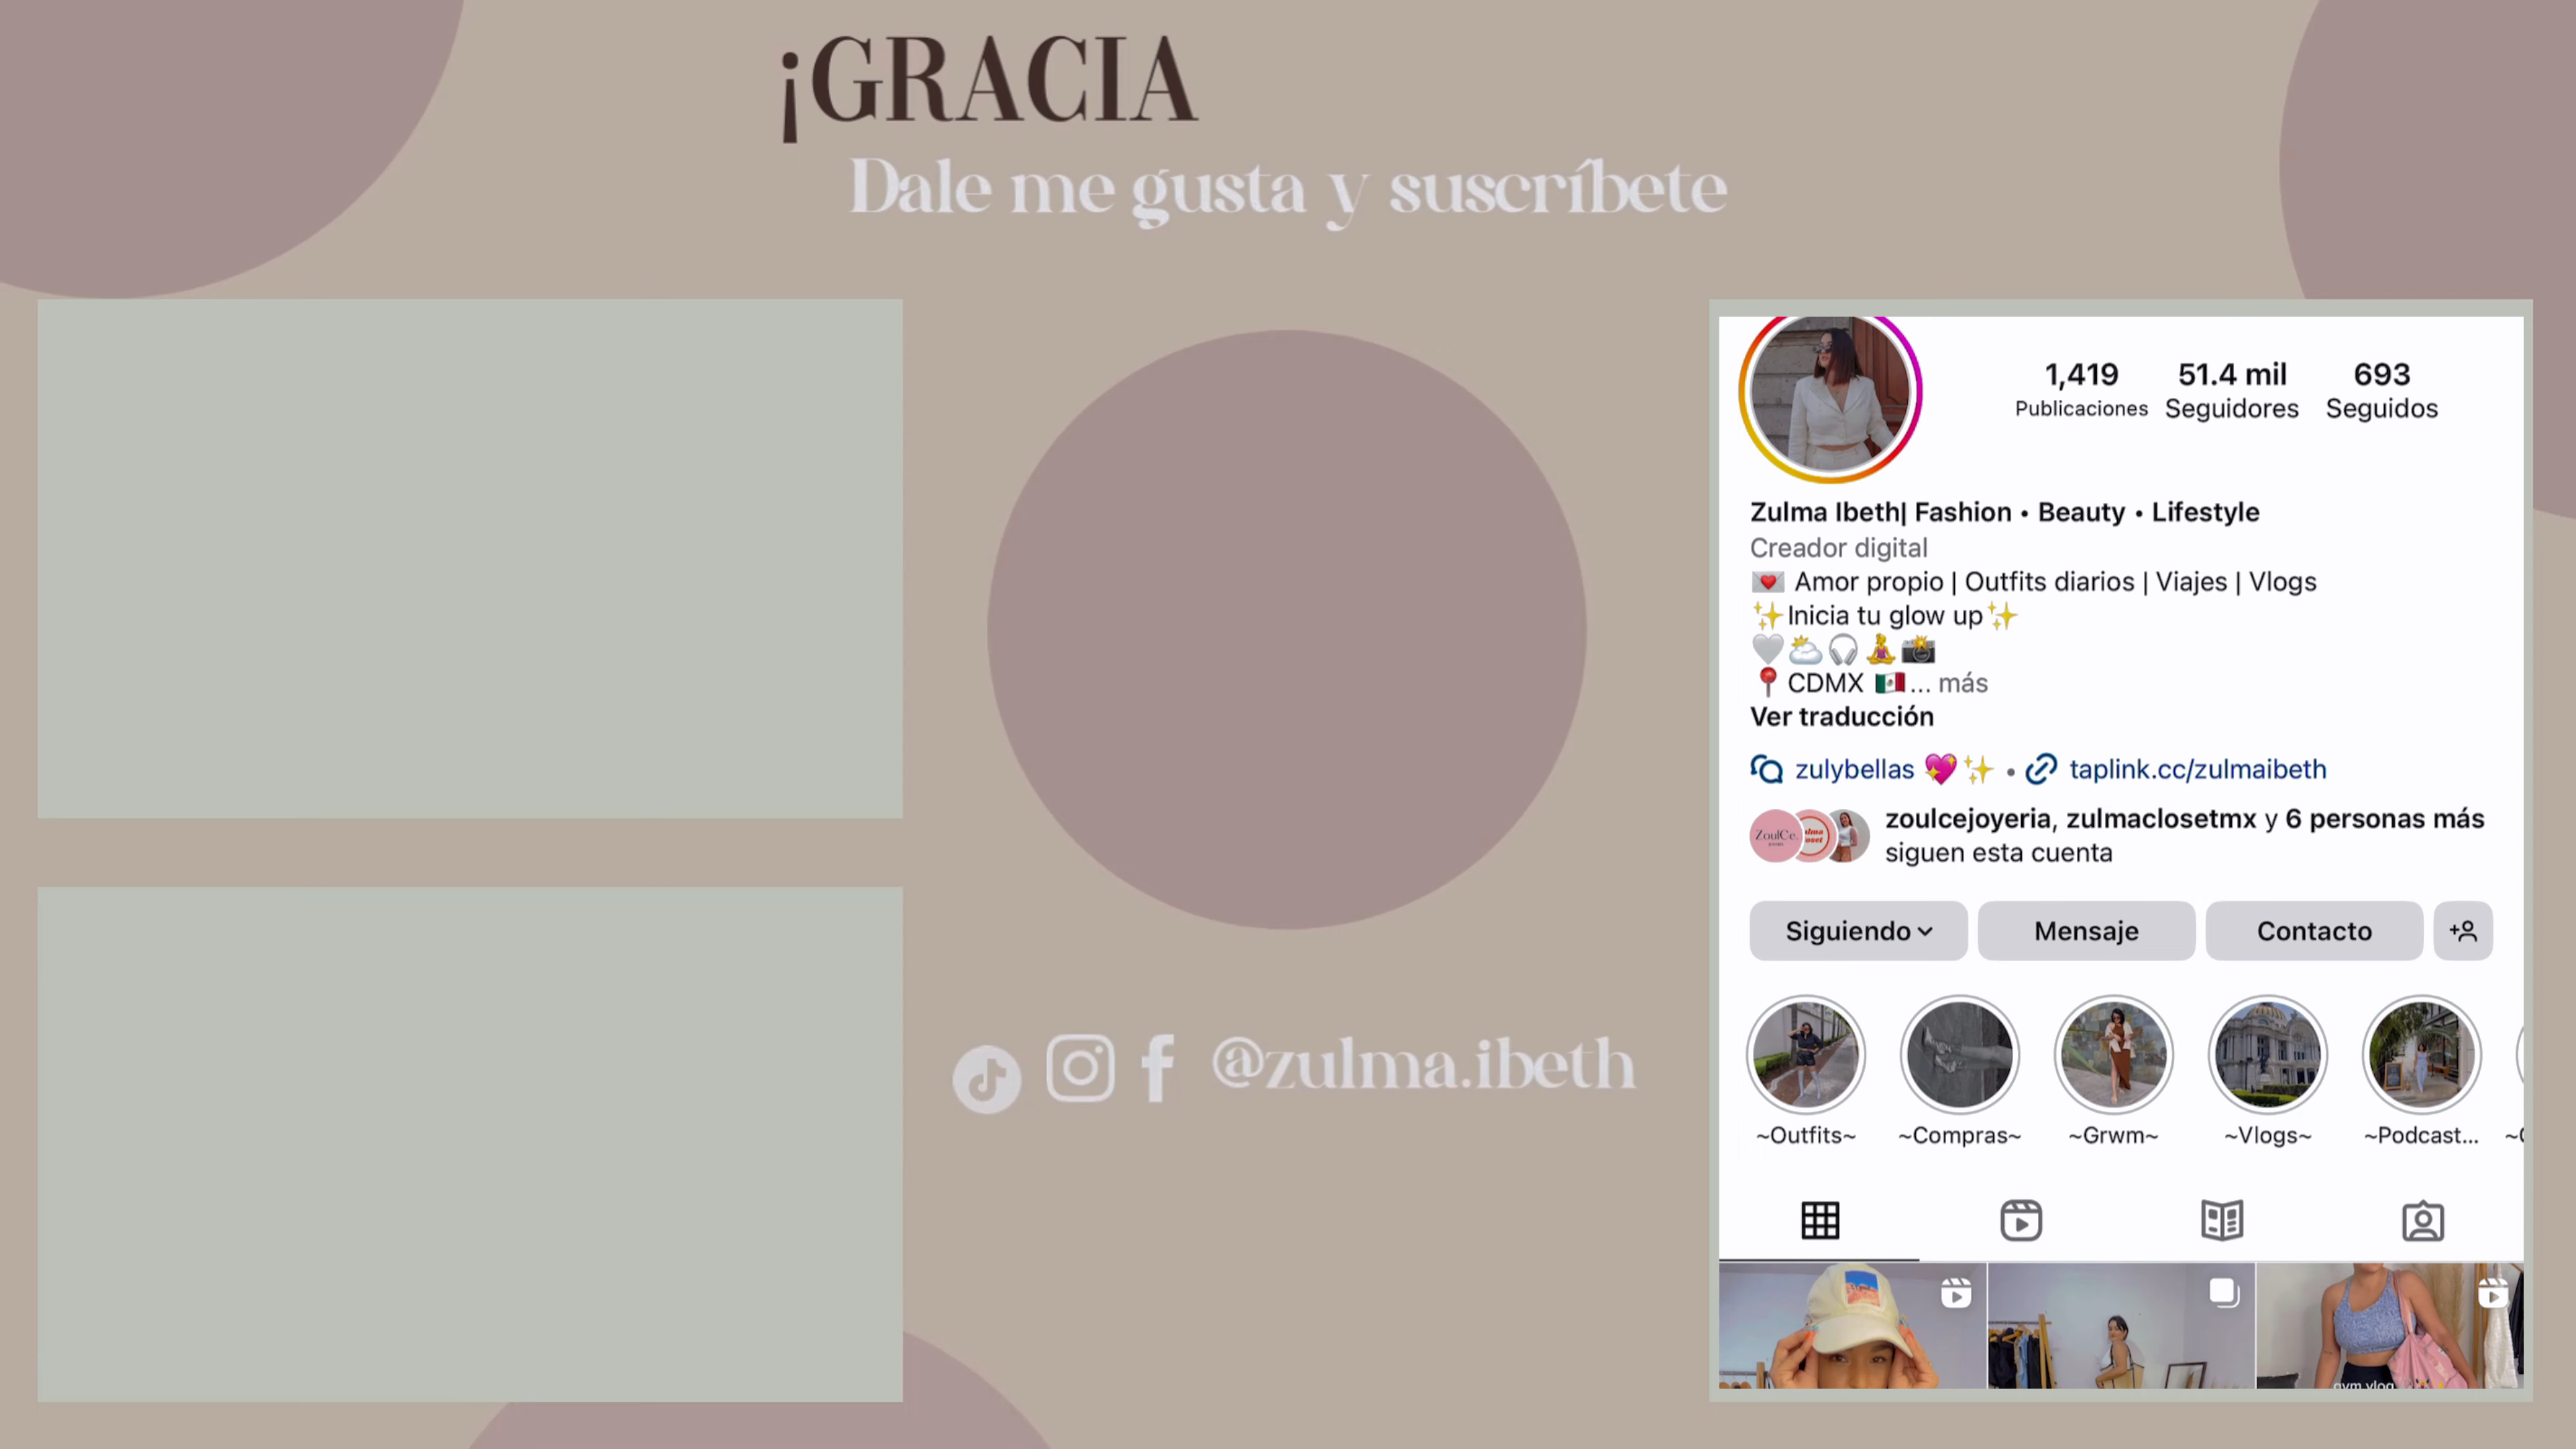 ¡GRACIA
Dale me gusta y suscríbete
@zulma.ibeth
1,419 51.4 mil 693
Publicaciones Seguidores Seguidos
Zulma Ibeth| Fashion • Beauty • Lifestyle
Creador digital
💌 Amor propio | Outfits diarios | Viajes | Vlogs
✨Inicia tu glow up✨
🤍🌥️🎧🧘‍♀️📸
📍CDMX 🇲🇽... más
Ver traducción
zulybellas 💖✨ • taplink.cc/zulmaibeth
ZoulCe.
zoulcejoyeria, zulmaclosetmx y 6 personas más
siguen esta cuenta
Siguiendo Mensaje Contacto
~Outfits~ ~Compras~ ~Grwm~ ~Vlogs~ ~Podcast...
gym vlog